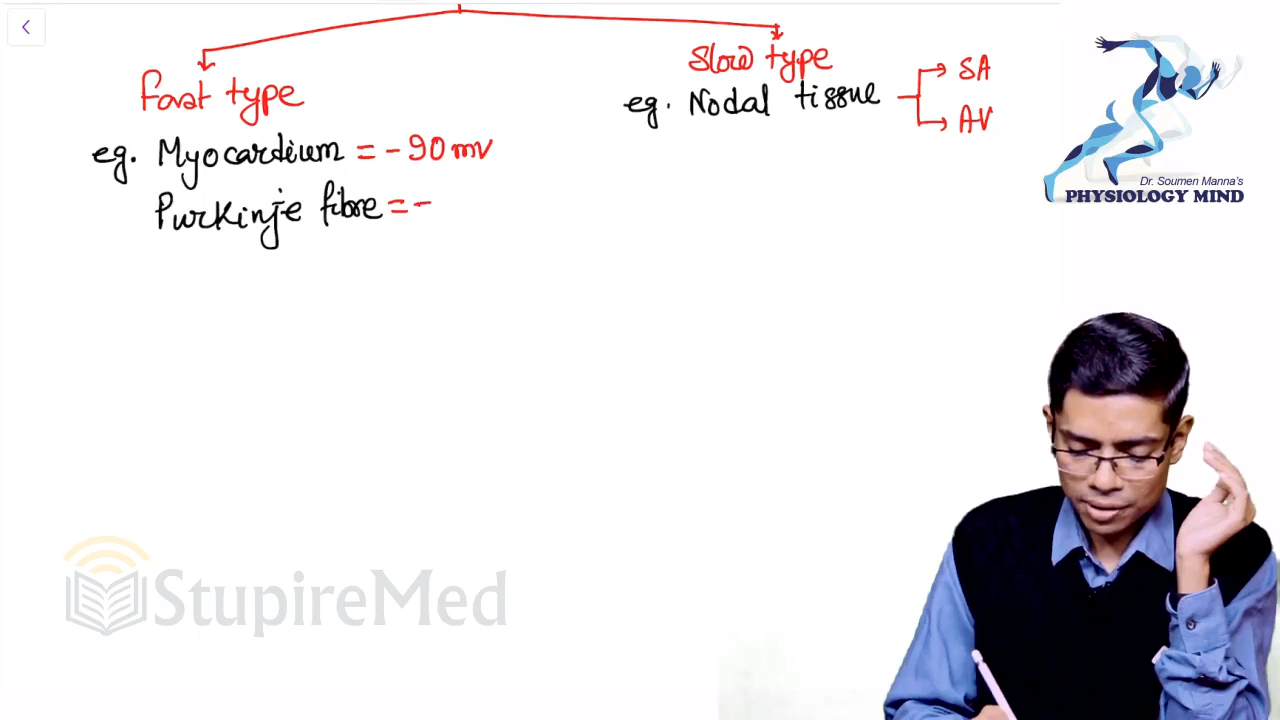 Fast type
eg. Myocardium = - 90 mv
Purkinje fibre = -
Slow type
eg. Nodal tissue
SA
AV
Dr. Soumen Manna's
PHYSIOLOGY MIND
StupireMed